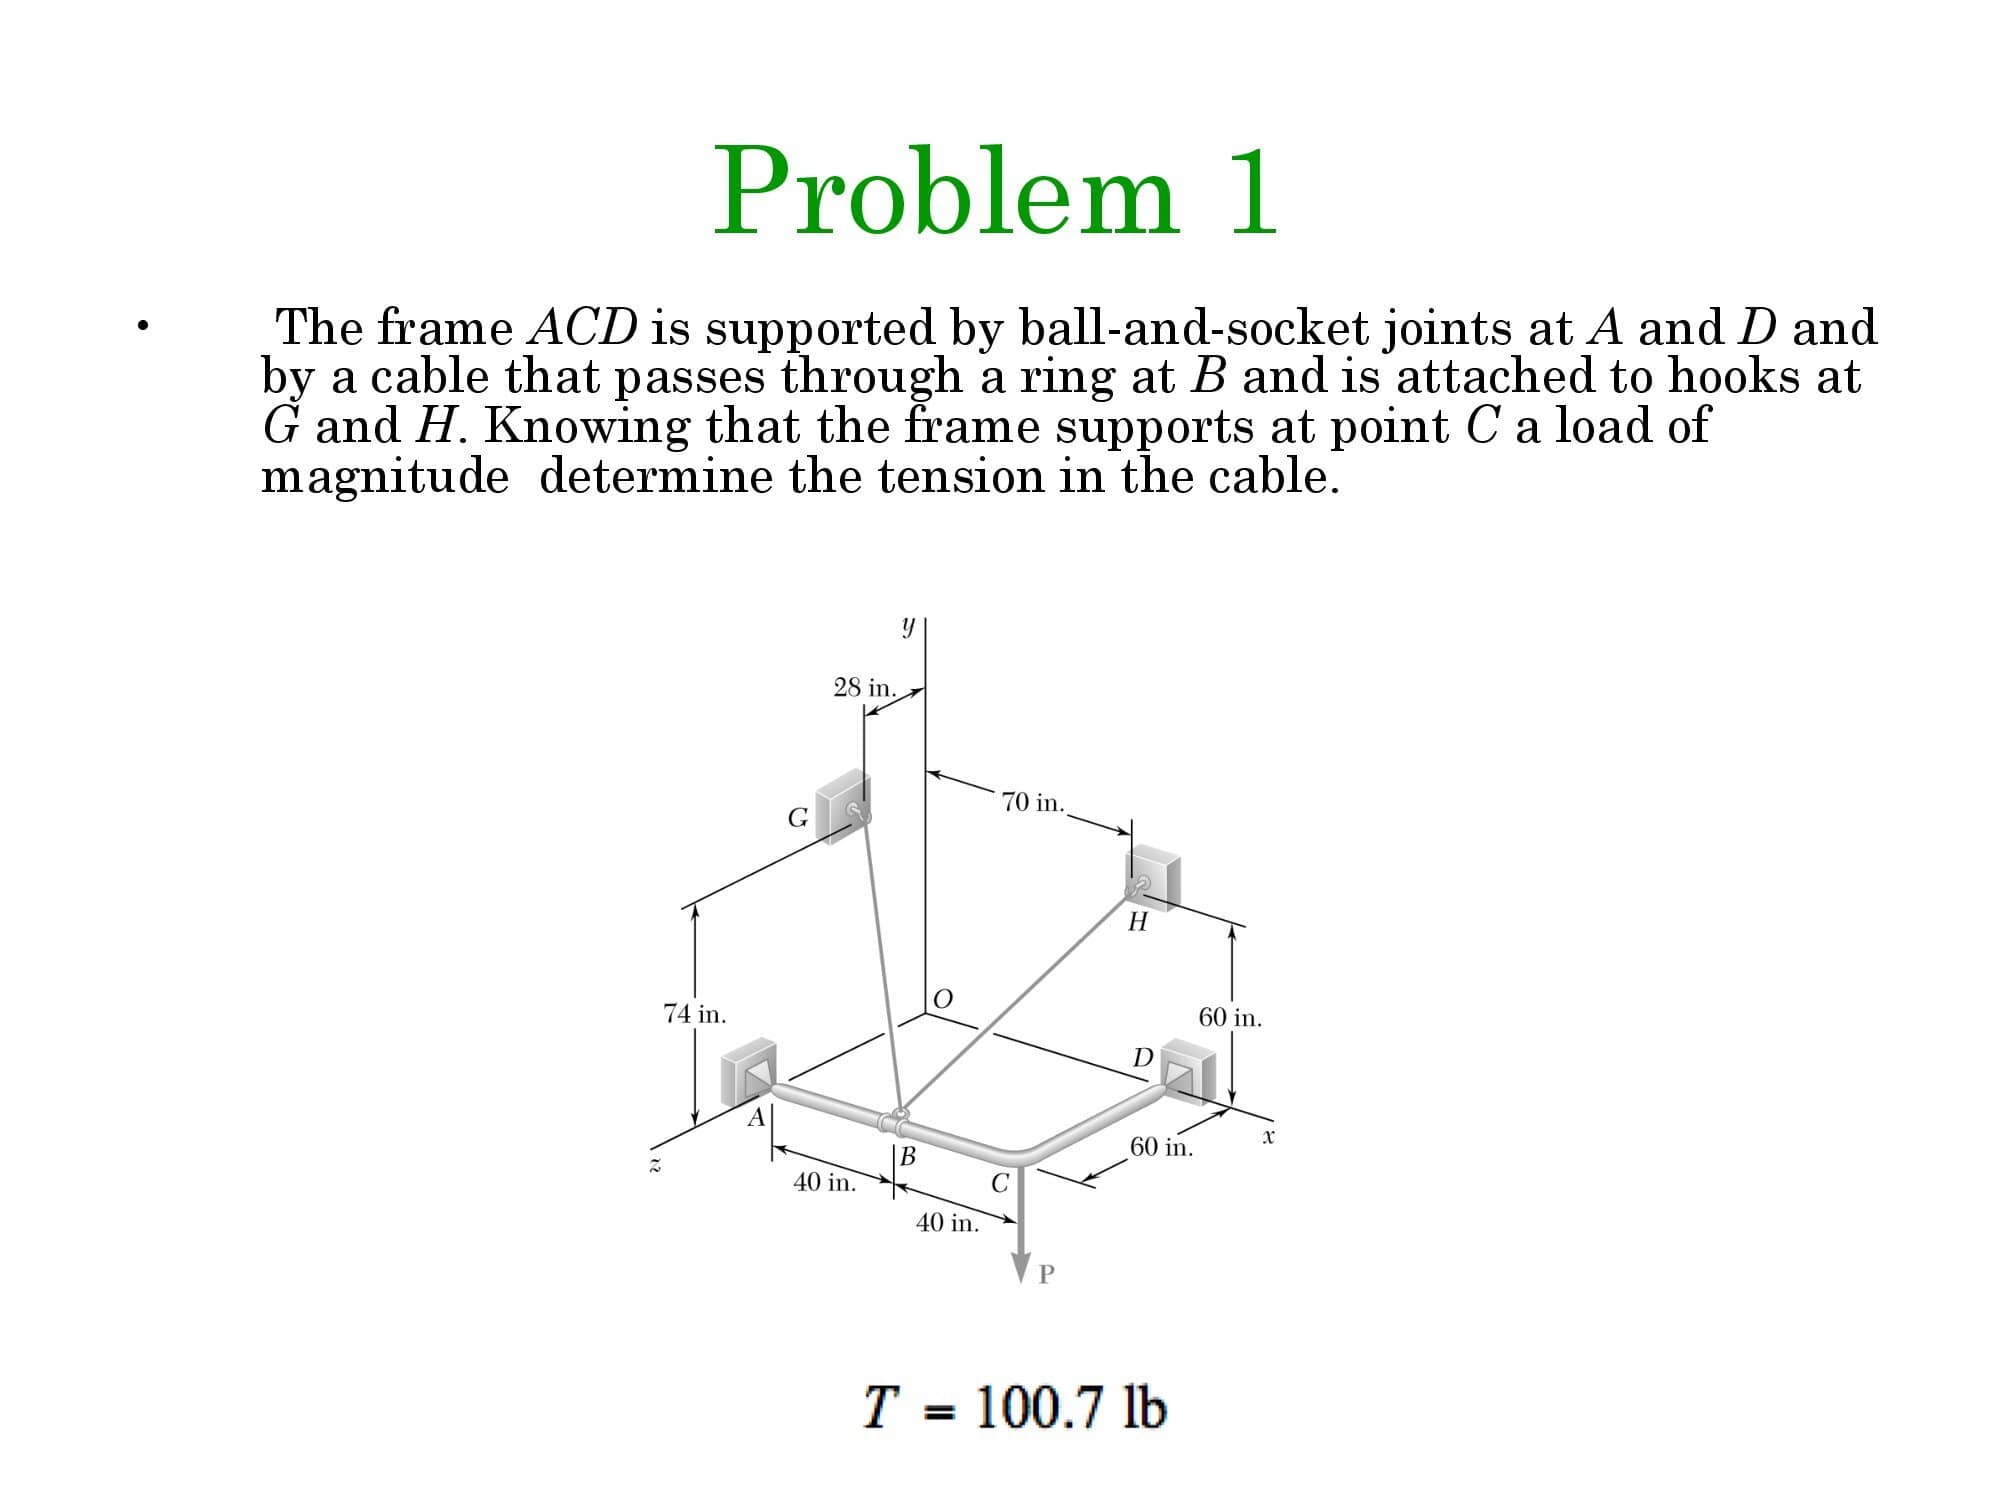 Problem 1
• The frame ACD is supported by ball-and-socket joints at A and D and
by a cable that passes through a ring at B and is attached to hooks at
G and H. Knowing that the frame supports at point C a load of
magnitude  determine the tension in the cable.
y
28 in.
70 in.
G
H
O
74 in.
60 in.
D
A
x
60 in.
B
z
40 in.
C
40 in.
P
T = 100.7 lb